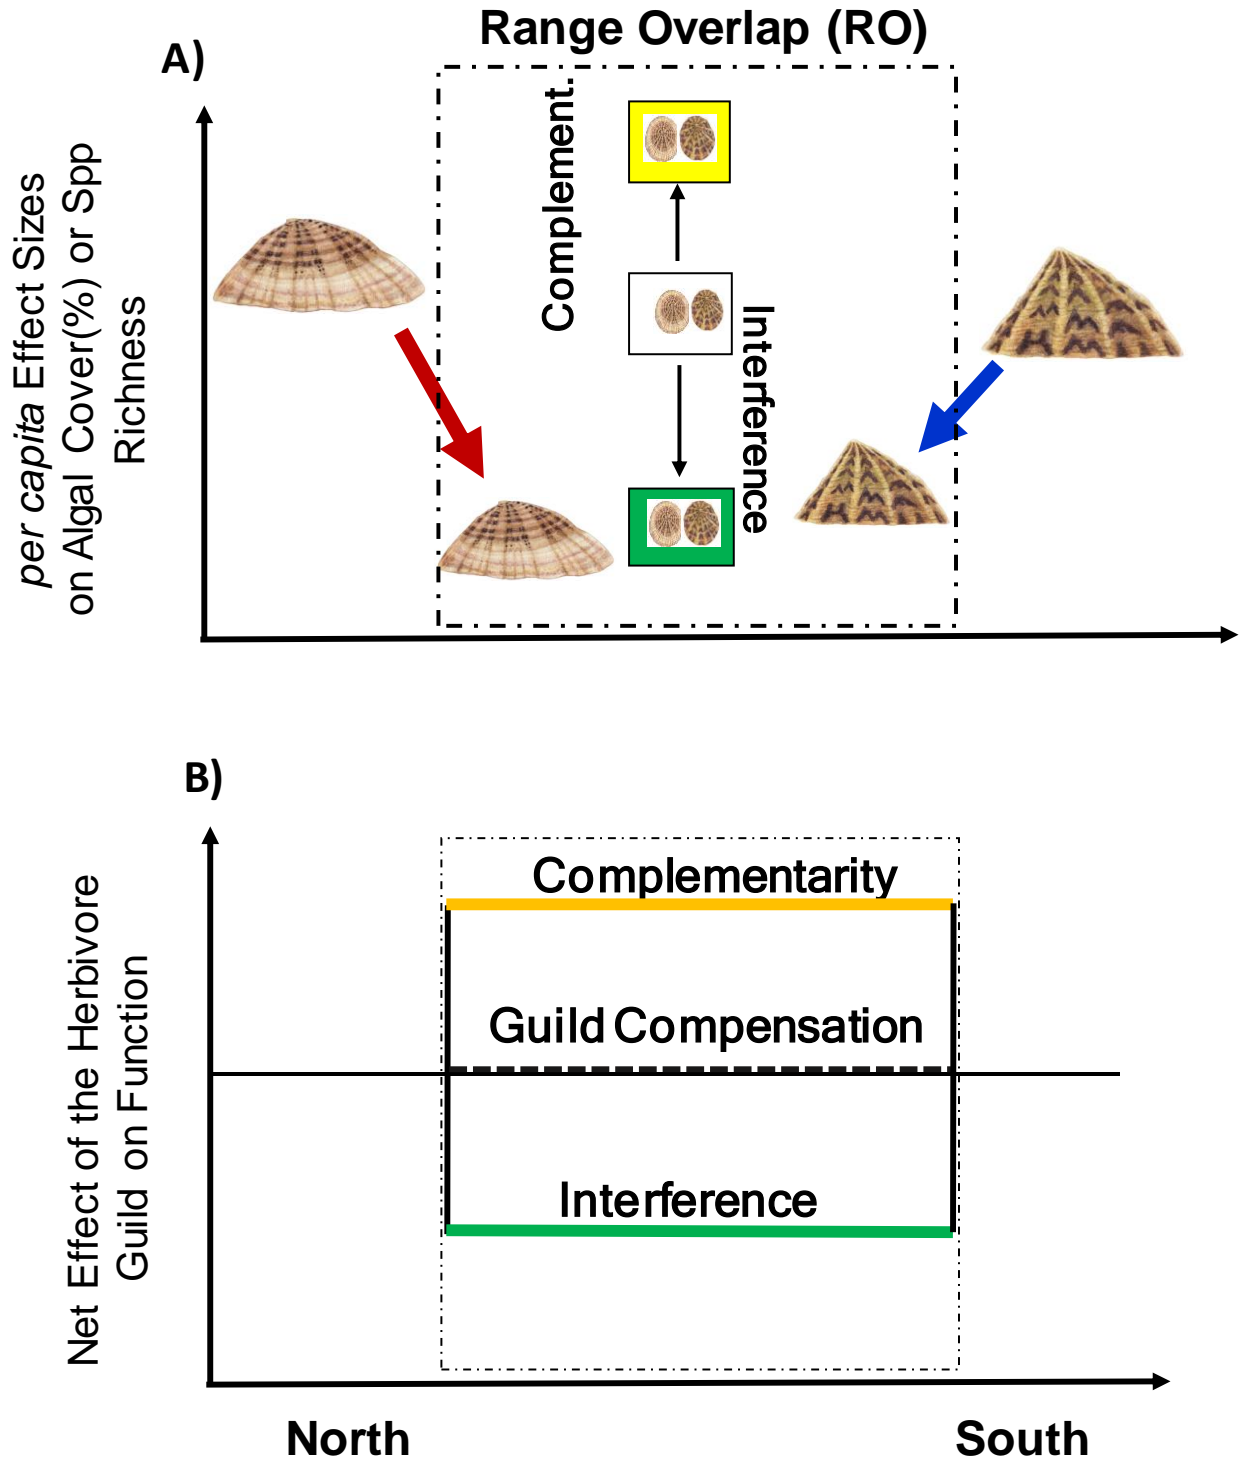 Range Overlap (RO)
A)
per capita Effect Sizes
on Algal Cover(%) or Spp
Richness
Complement.
Interference
B)
Net Effect of the Herbivore
Guild on Function
Complementarity
Guild Compensation
Interference
North
South